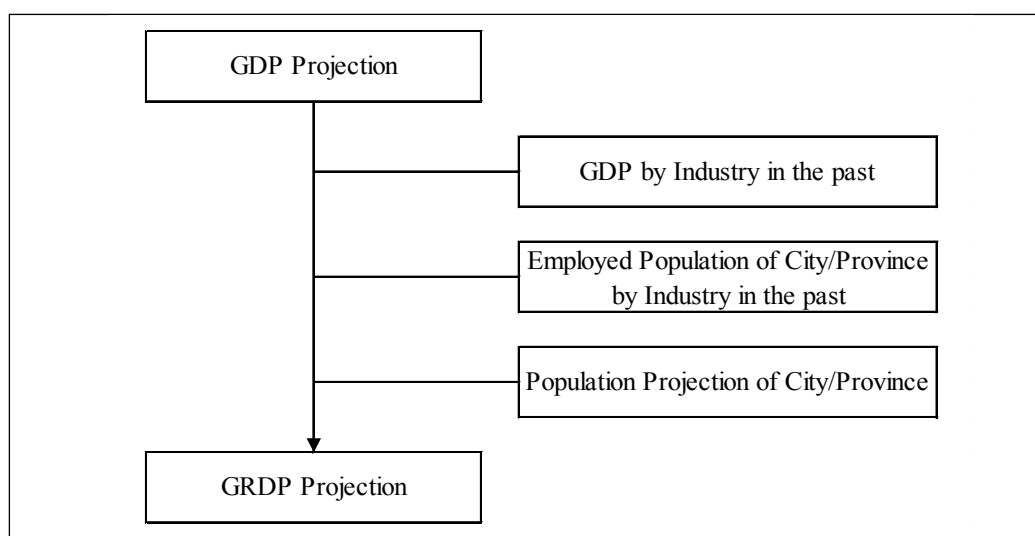 GDP Projection
GDP by Industry in the past
Employed Population of City/Province
by Industry in the past
Population Projection of City/Province
GRDP Projection